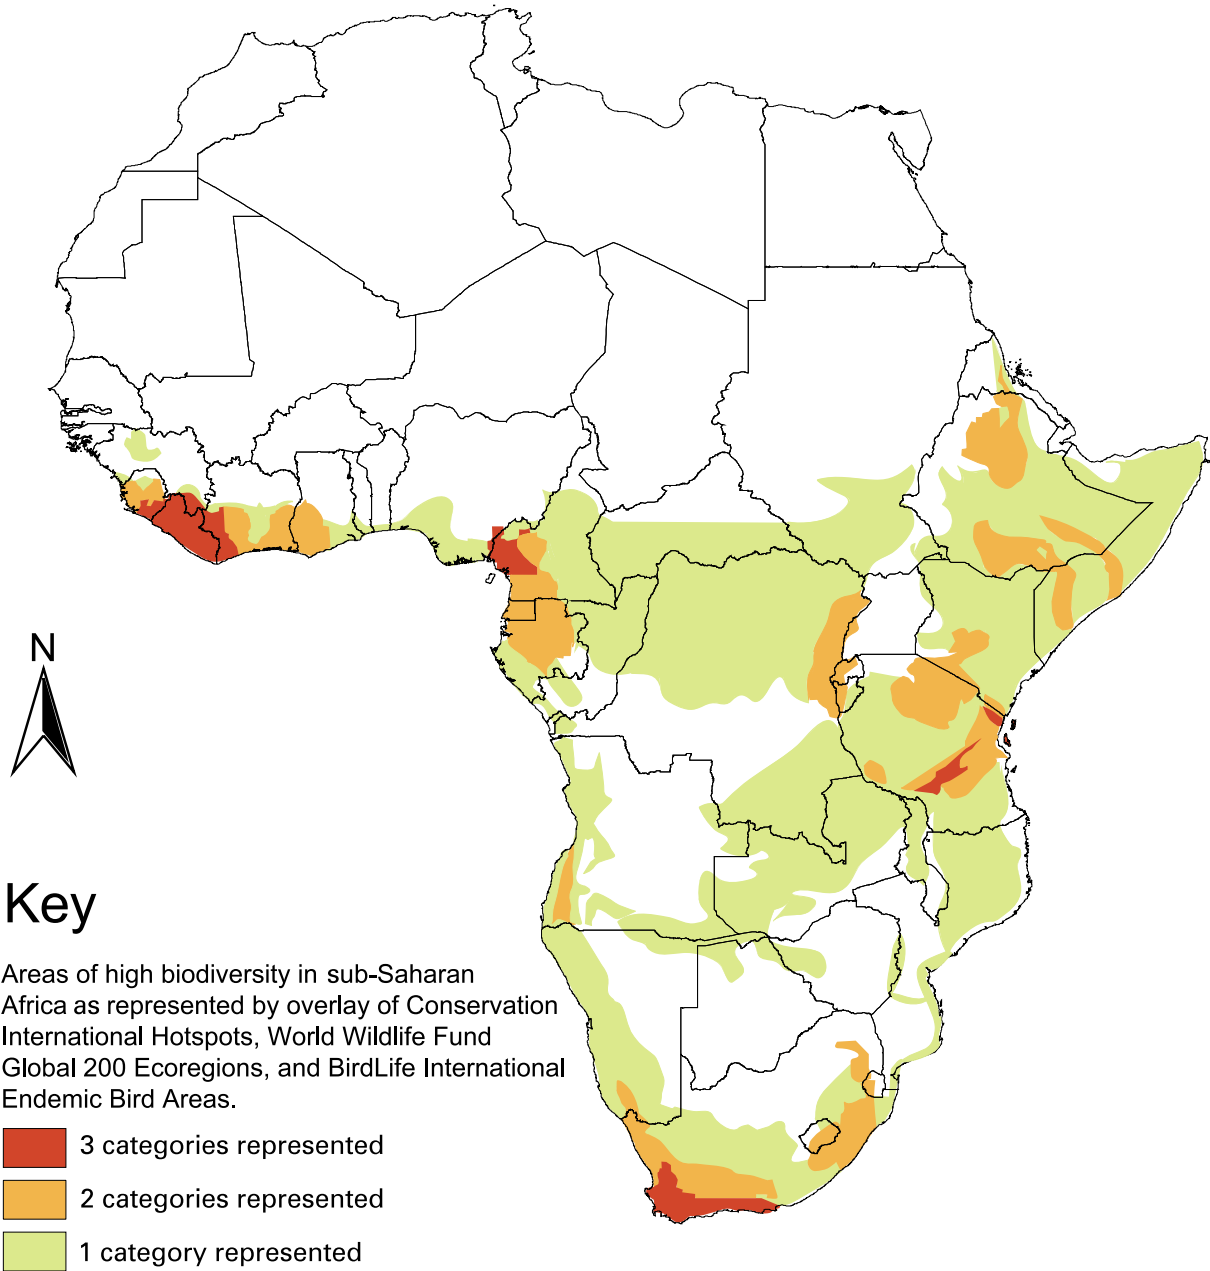 N
Key
Areas of high biodiversity in sub-Saharan
Africa as represented by overlay of Conservation
International Hotspots, World Wildlife Fund
Global 200 Ecoregions, and BirdLife International
Endemic Bird Areas.
3 categories represented
2 categories represented
1 category represented